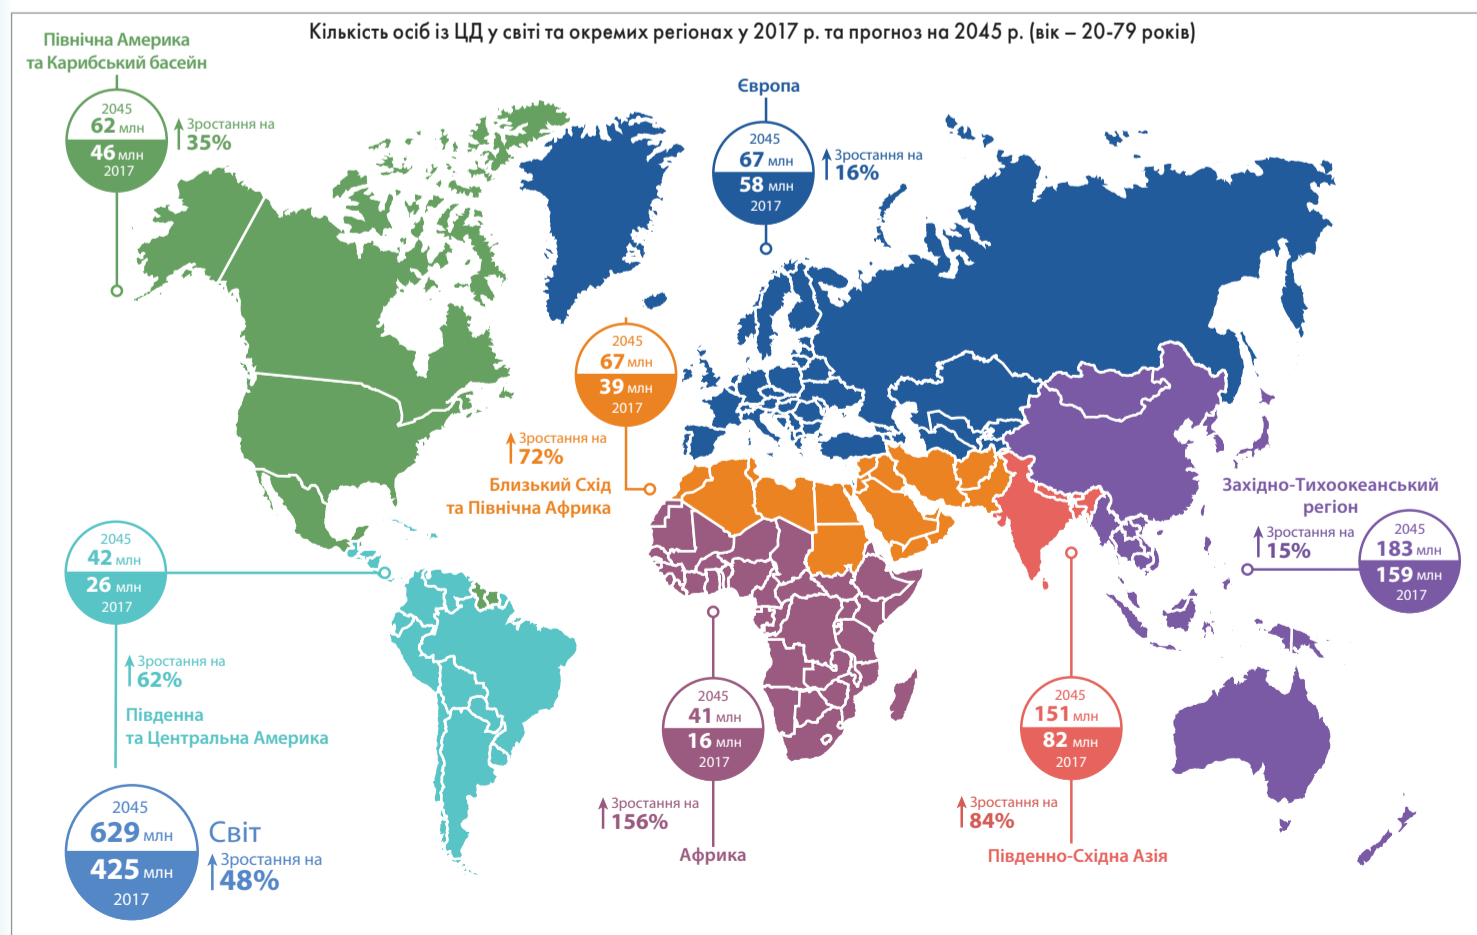 Кількість осіб із ЦД у світі та окремих регіонах у 2017 р. та прогноз на 2045 р. (вік – 20-79 років)
Північна Америка
та Карибський басейн
2045
62 млн
46 млн
2017
Зростання на
35%
Європа
2045
67 млн
58 млн
2017
Зростання на
16%
2045
67 млн
39 млн
2017
Зростання на
72%
Близький Схід
та Північна Африка
Західно-Тихоокеанський
регіон
Зростання на
15%
2045
183 млн
159 млн
2017
2045
42 млн
26 млн
2017
Зростання на
62%
Південна
та Центральна Америка
2045
41 млн
16 млн
2017
Зростання на
156%
Африка
2045
151 млн
82 млн
2017
Зростання на
84%
Південно-Східна Азія
2045
629 млн
425 млн
2017
Світ
Зростання на
48%